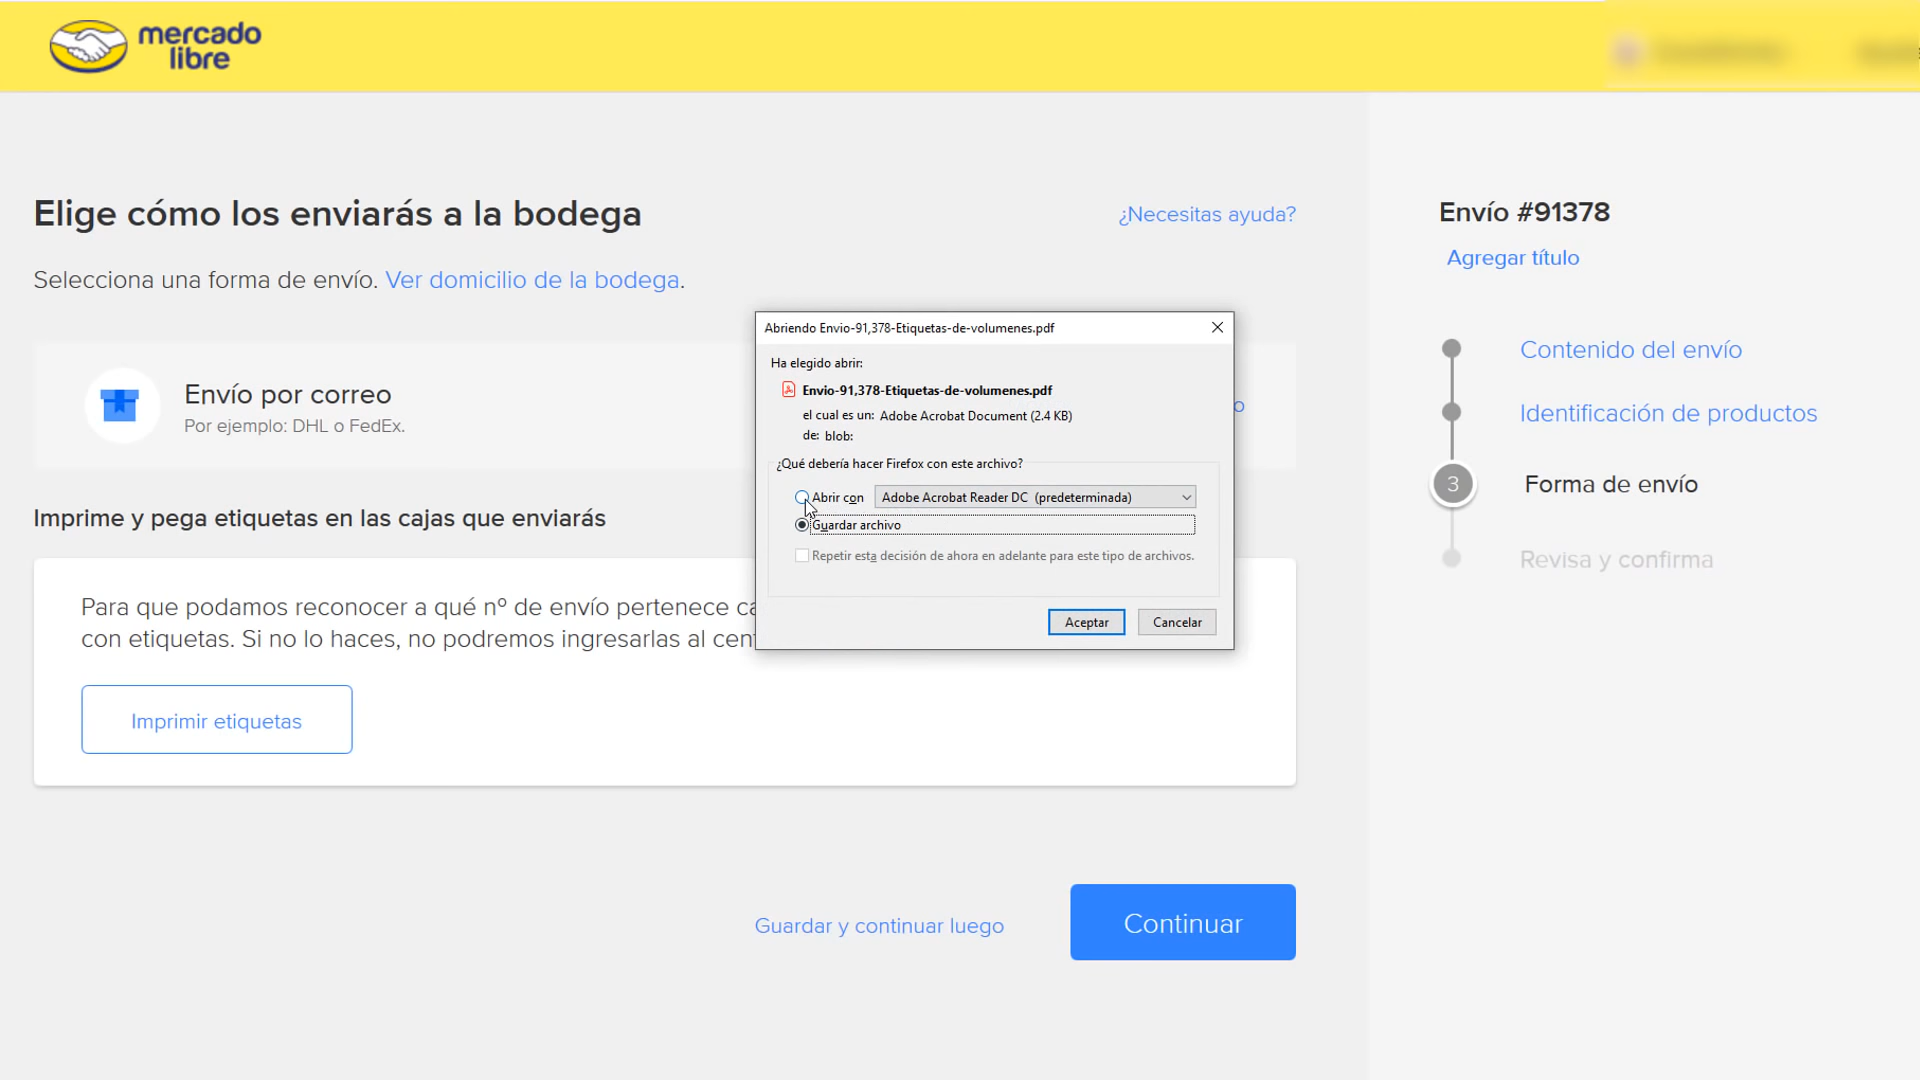 mercado
libre
Elige cómo los enviarás a la bodega
¿Necesitas ayuda?
Selecciona una forma de envío. Ver domicilio de la bodega.
Envío por correo
Por ejemplo: DHL o FedEx.
Imprime y pega etiquetas en las cajas que enviarás
Para que podamos reconocer a qué nº de envío pertenece
con etiquetas. Si no lo haces, no podremos ingresarlas al
Imprimir etiquetas
Guardar y continuar luego
Continuar
Abriendo Envio-91,378-Etiquetas-de-volumenes.pdf
Ha elegido abrir:
Envio-91,378-Etiquetas-de-volumenes.pdf
el cual es un: Adobe Acrobat Document (2.4 KB)
de: blob:
¿Qué debería hacer Firefox con este archivo?
Abrir con Adobe Acrobat Reader DC (predeterminada)
Guardar archivo
Repetir esta decisión de ahora en adelante para este tipo de archivos.
Aceptar Cancelar
Envío #91378
Agregar título
Contenido del envío
Identificación de productos
3 Forma de envío
Revisa y confirma